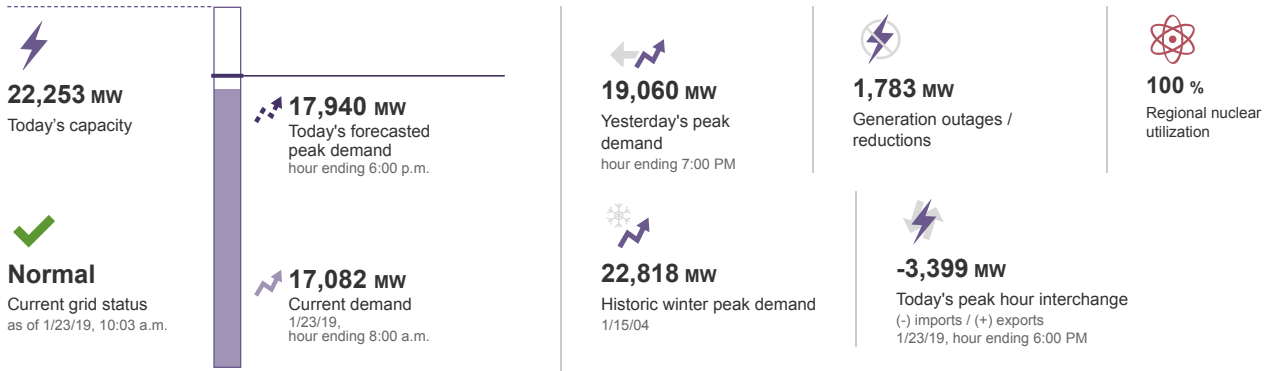 22,253 MW
Today's capacity
Normal
Current grid status
as of 1/23/19, 10:03 a.m.
17,940 MW
Today's forecasted
peak demand
hour ending 6:00 p.m.
17,082 MW
Current demand
1/23/19,
hour ending 8:00 a.m.
19,060 MW
Yesterday's peak
demand
hour ending 7:00 PM
1,783 MW
Generation outages /
reductions
100 %
Regional nuclear
utilization
22,818 MW
Historic winter peak demand
1/15/04
-3,399 MW
Today's peak hour interchange
(-) imports / (+) exports
1/23/19, hour ending 6:00 PM